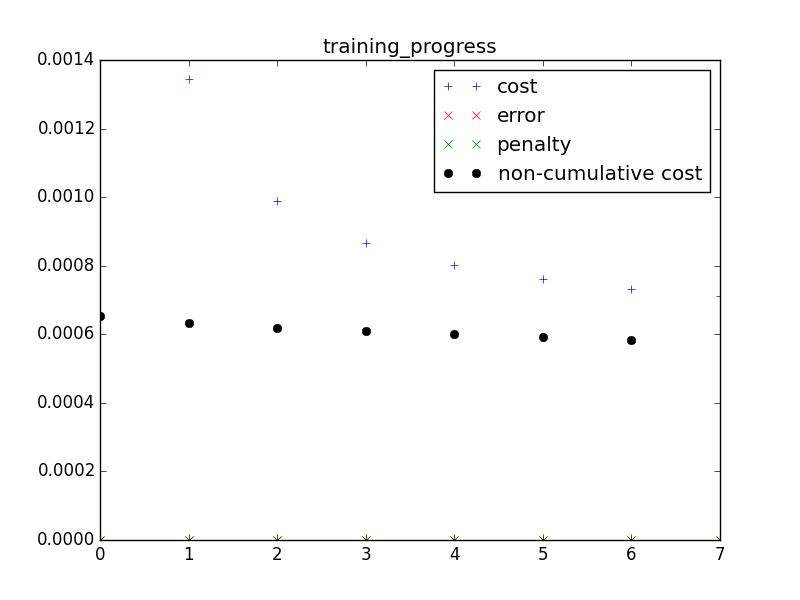 training_progress
0.0014
0.0012
0.0010
0.0008
0.0006
0.0004
0.0002
0.0000
cost
error
penalty
non-cumulative cost
0 1 2 3 4 5 6 7